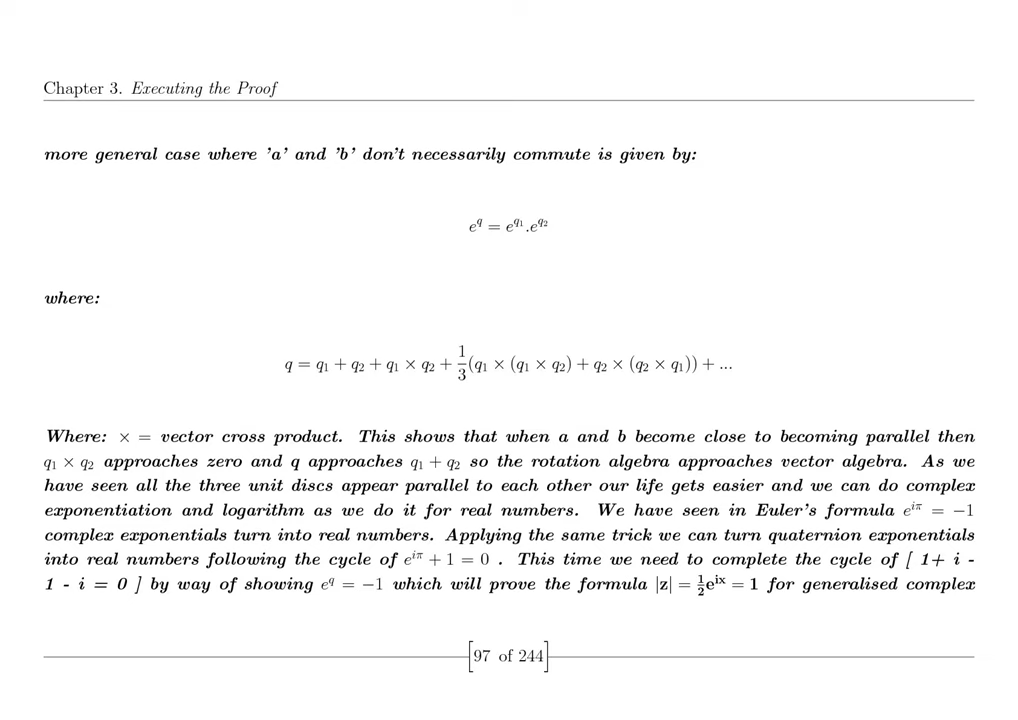 Chapter 3. Executing the Proof
more general case where 'a' and 'b' don't necessarily commute is given by:
e^q = e^{q_1}.e^{q_2}
where:
q = q_1 + q_2 + q_1 × q_2 + \frac{1}{3}(q_1 × (q_1 × q_2) + q_2 × (q_2 × q_1)) + ...
Where: × = vector cross product. This shows that when a and b become close to becoming parallel then
q_1 × q_2 approaches zero and q approaches q_1 + q_2 so the rotation algebra approaches vector algebra. As we
have seen all the three unit discs appear parallel to each other our life gets easier and we can do complex
exponentiation and logarithm as we do it for real numbers. We have seen in Euler's formula e^{iπ} = −1
complex exponentials turn into real numbers. Applying the same trick we can turn quaternion exponentials
into real numbers following the cycle of e^{iπ} + 1 = 0 . This time we need to complete the cycle of [ 1+ i -
1 - i = 0 ] by way of showing e^q = −1 which will prove the formula |z| = \frac{1}{2}e^{ix} = 1 for generalised complex
97 of 244